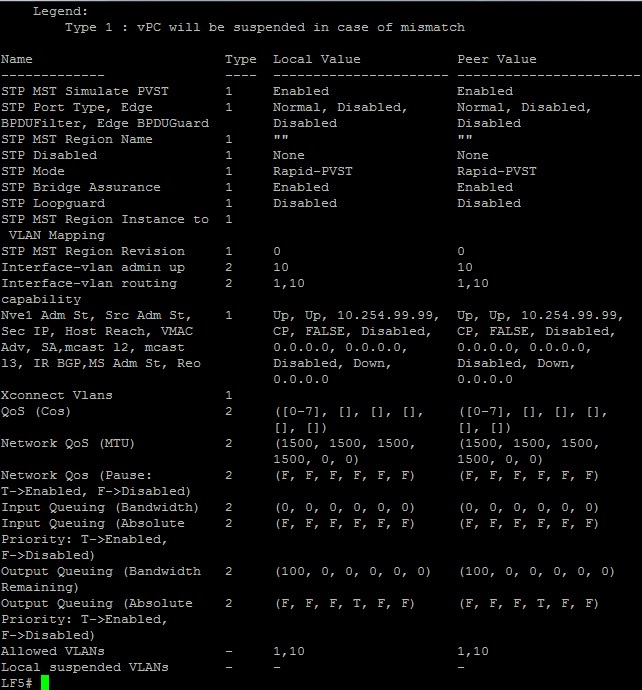 Legend:
Type 1 : vPC will be suspended in case of mismatch
Name Type Local Value Peer Value
------------- ---- ---------------------- -----------------------
STP MST Simulate PVST 1 Enabled Enabled
STP Port Type, Edge 1 Normal, Disabled, Normal, Disabled,
BPDUFilter, Edge BPDUGuard Disabled Disabled
STP MST Region Name 1 "" ""
STP Disabled 1 None None
STP Mode 1 Rapid-PVST Rapid-PVST
STP Bridge Assurance 1 Enabled Enabled
STP Loopguard 1 Disabled Disabled
STP MST Region Instance to 1
VLAN Mapping
STP MST Region Revision 1 0 0
Interface-vlan admin up 2 10 10
Interface-vlan routing 2 1,10 1,10
capability
Nve1 Adm St, Src Adm St, 1 Up, Up, 10.254.99.99, Up, Up, 10.254.99.99,
Sec IP, Host Reach, VMAC CP, FALSE, Disabled, CP, FALSE, Disabled,
Adv, SA,mcast l2, mcast 0.0.0.0, 0.0.0.0, 0.0.0.0, 0.0.0.0,
l3, IR BGP,MS Adm St, Reo Disabled, Down, Disabled, Down,
0.0.0.0 0.0.0.0
Xconnect Vlans 1
QoS (Cos) 2 ([0-7], [], [], [], ([0-7], [], [], [],
[], []) [], [])
Network QoS (MTU) 2 (1500, 1500, 1500, (1500, 1500, 1500,
1500, 0, 0) 1500, 0, 0)
Network Qos (Pause: 2 (F, F, F, F, F, F) (F, F, F, F, F, F)
T->Enabled, F->Disabled)
Input Queuing (Bandwidth) 2 (0, 0, 0, 0, 0, 0) (0, 0, 0, 0, 0, 0)
Input Queuing (Absolute 2 (F, F, F, F, F, F) (F, F, F, F, F, F)
Priority: T->Enabled,
F->Disabled)
Output Queuing (Bandwidth 2 (100, 0, 0, 0, 0, 0) (100, 0, 0, 0, 0, 0)
Remaining)
Output Queuing (Absolute 2 (F, F, F, T, F, F) (F, F, F, T, F, F)
Priority: T->Enabled,
F->Disabled)
Allowed VLANs - 1,10 1,10
Local suspended VLANs - - -
LF5#